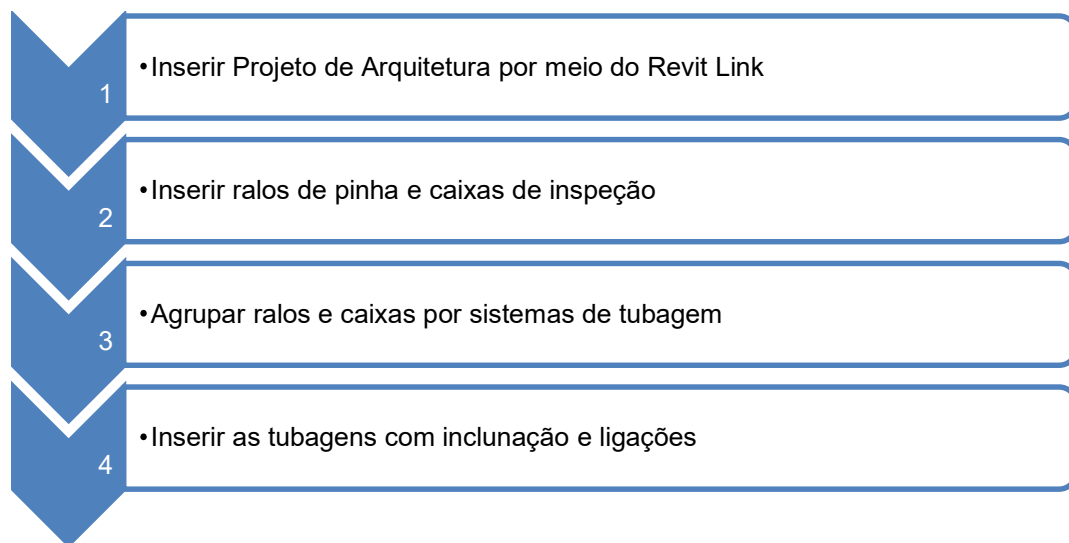 1
•Inserir Projeto de Arquitetura por meio do Revit Link
2
•Inserir ralos de pinha e caixas de inspeção
3
•Agrupar ralos e caixas por sistemas de tubagem
4
•Inserir as tubagens com inclunação e ligações